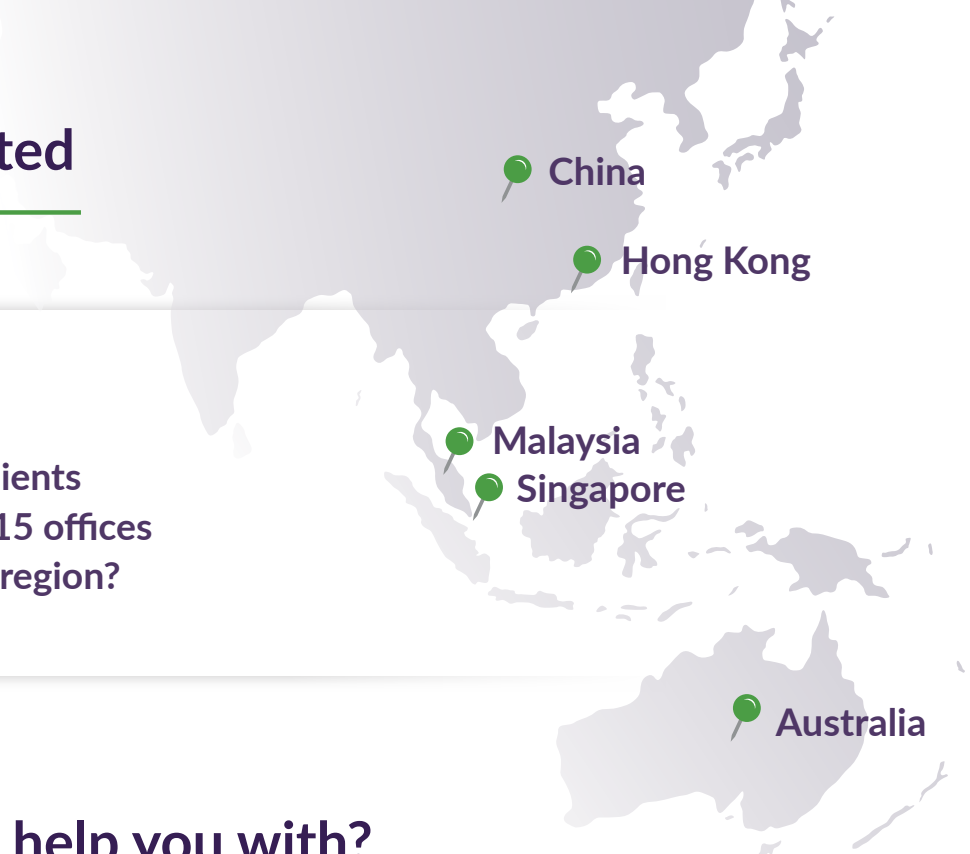 ted
China
Hong Kong
Malaysia
Singapore
ients
15 offices
region?
Australia
help you with?